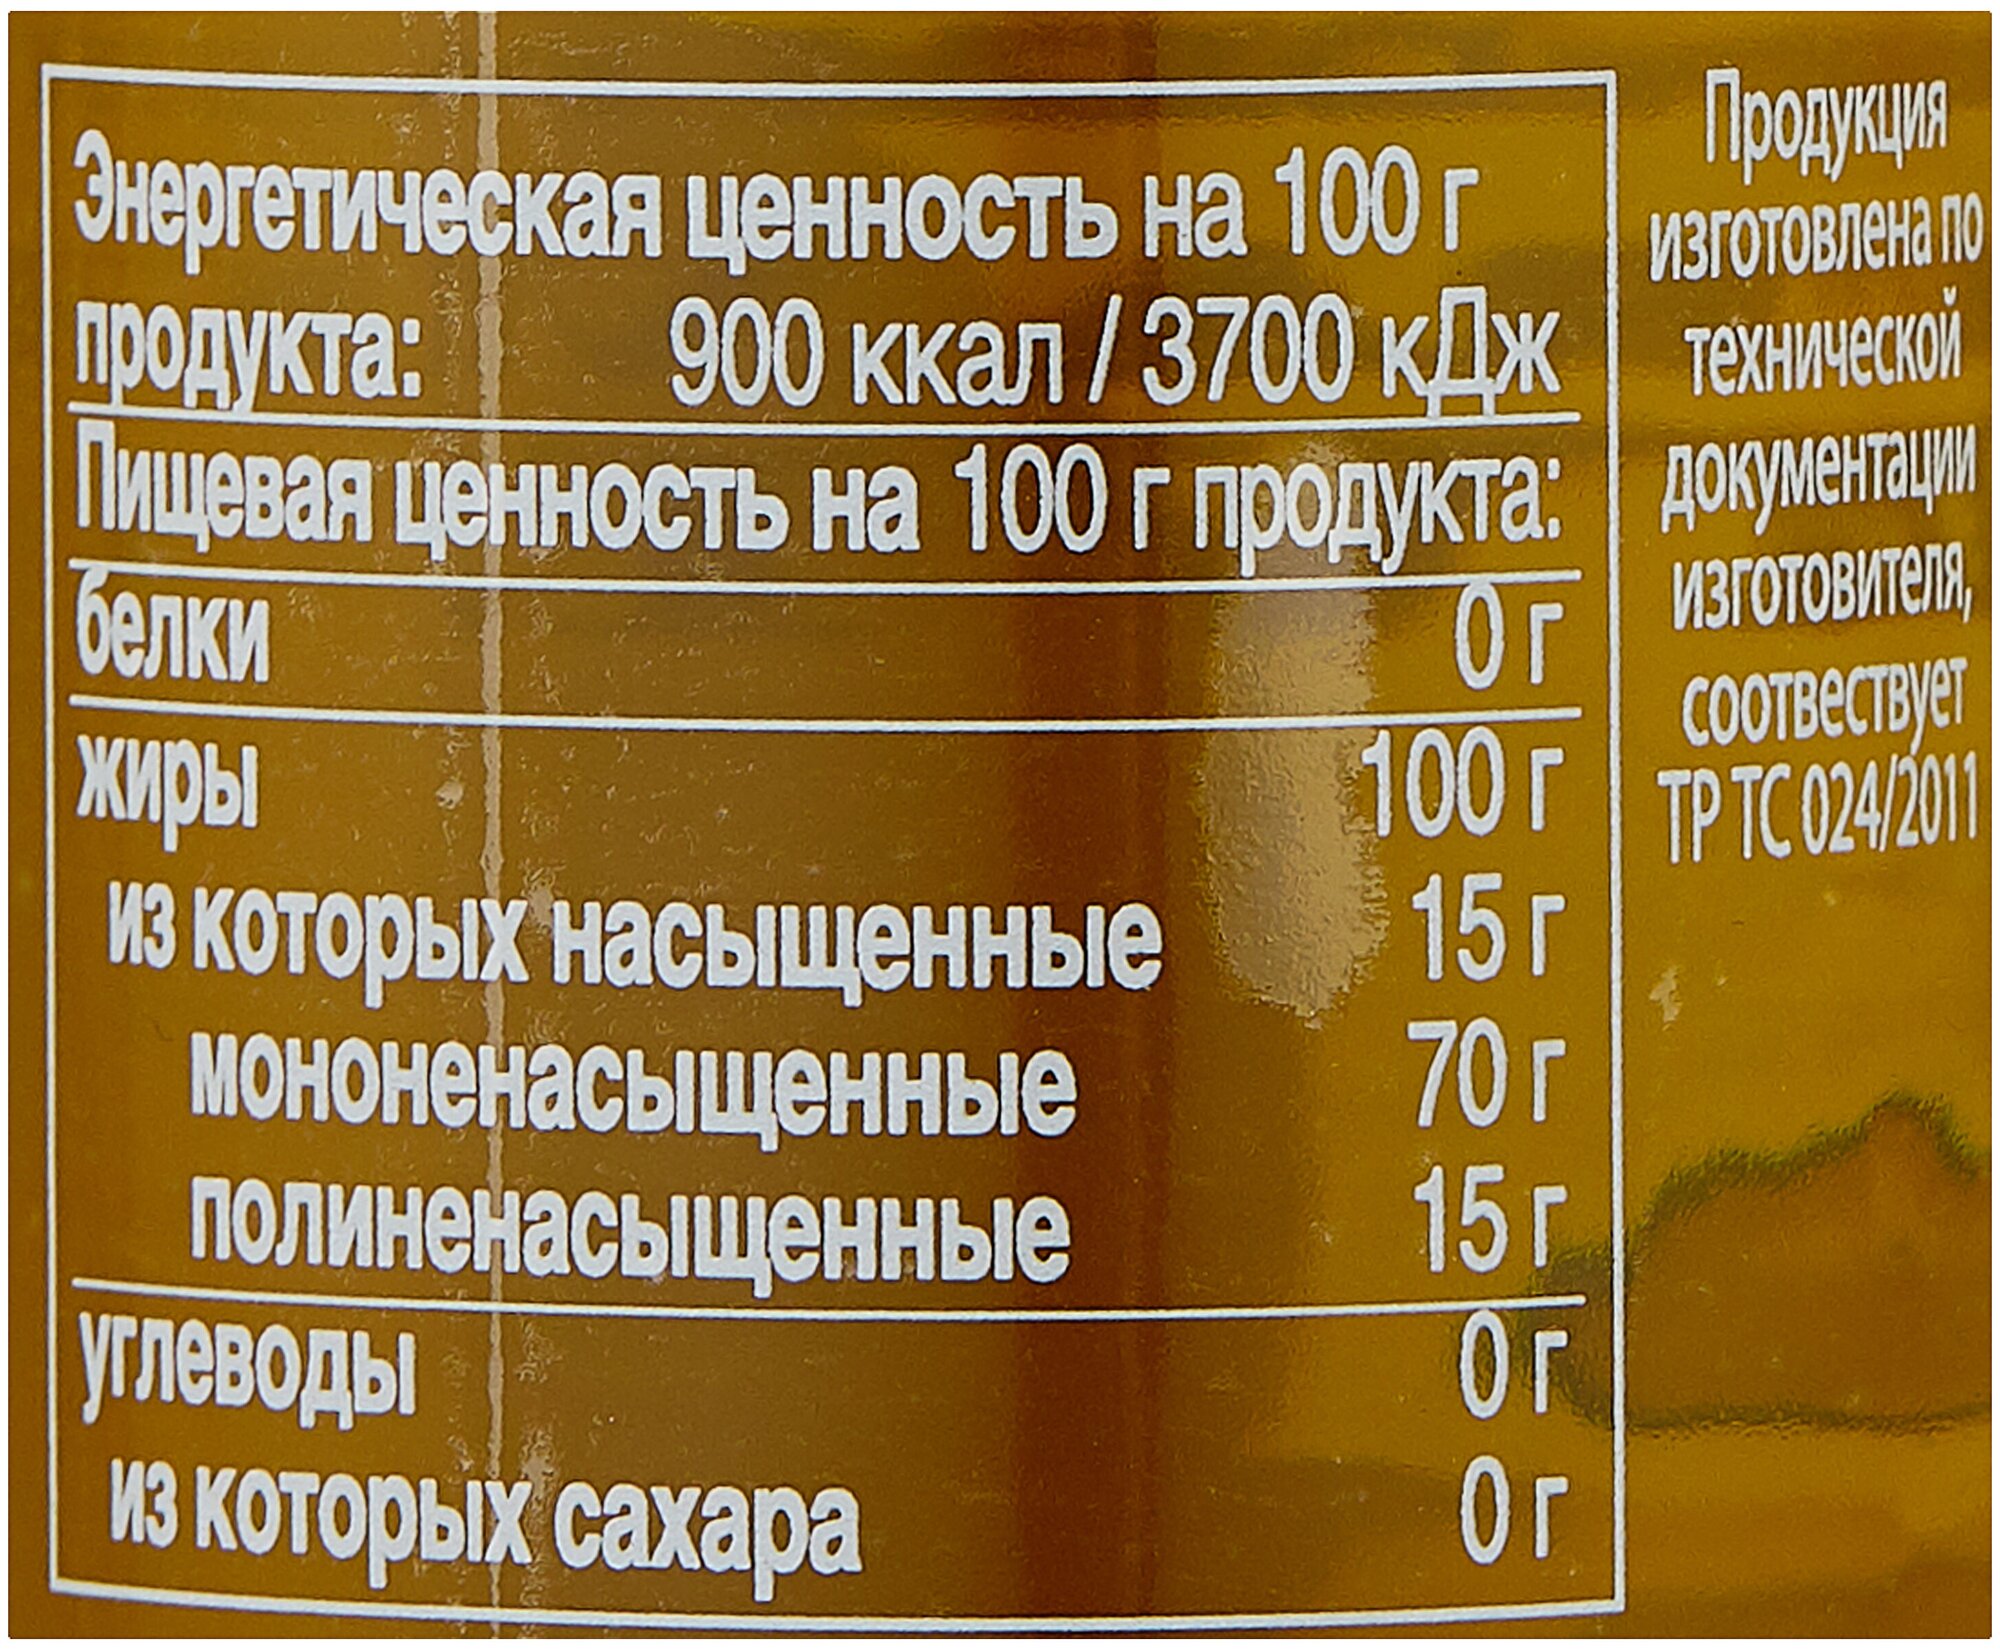 Энергетическая ценность на 100 г
продукта: 900 ккал / 3700 кДж
Пищевая ценность на 100 г продукта:
белки 0 г
жиры 100 г
из которых насыщенные 15 г
мононенасыщенные 70 г
полиненасыщенные 15 г
углеводы 0 г
из которых сахара 0 г
Продукция
изготовлена по
технической
документации
изготовителя,
соотвествует
ТР ТС 024/2011